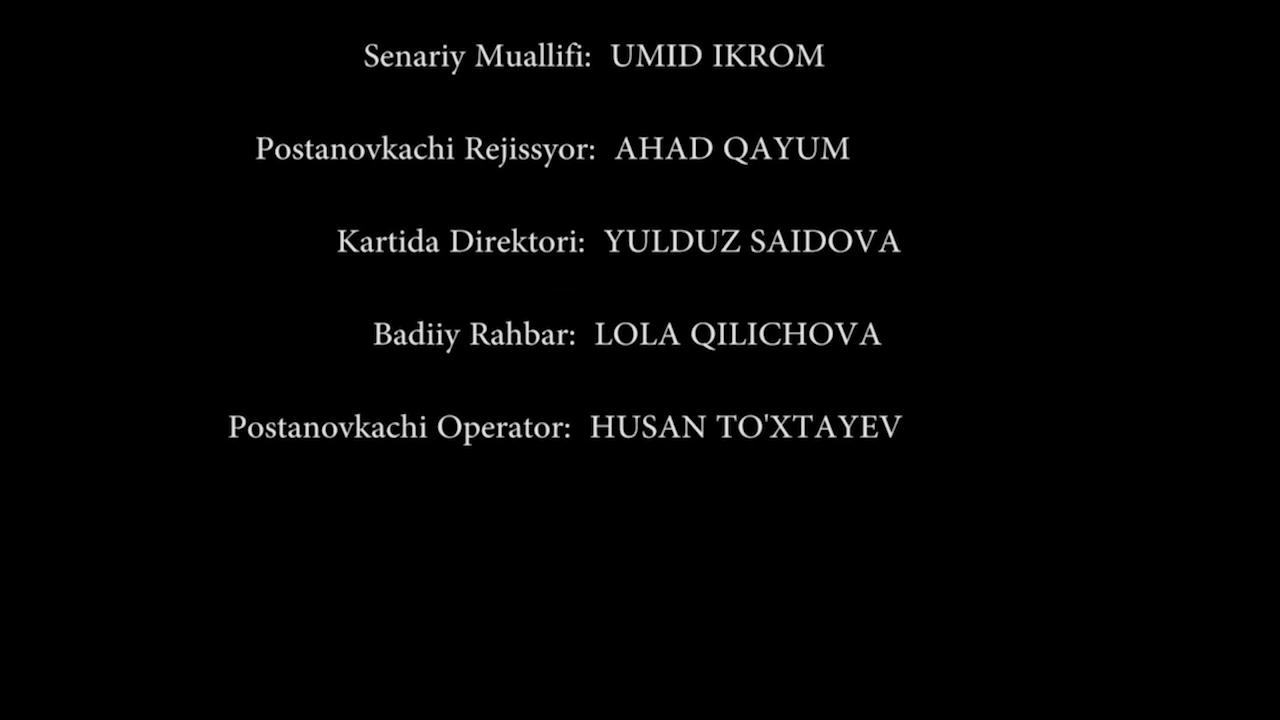 Senariy Muallifi: UMID IKROM
Postanovkachi Rejissyor: AHAD QAYUM
Kartida Direktori: YULDUZ SAIDOVA
Badiiy Rahbar: LOLA QILICHOVA
Postanovkachi Operator: HUSAN TO'XTAYEV